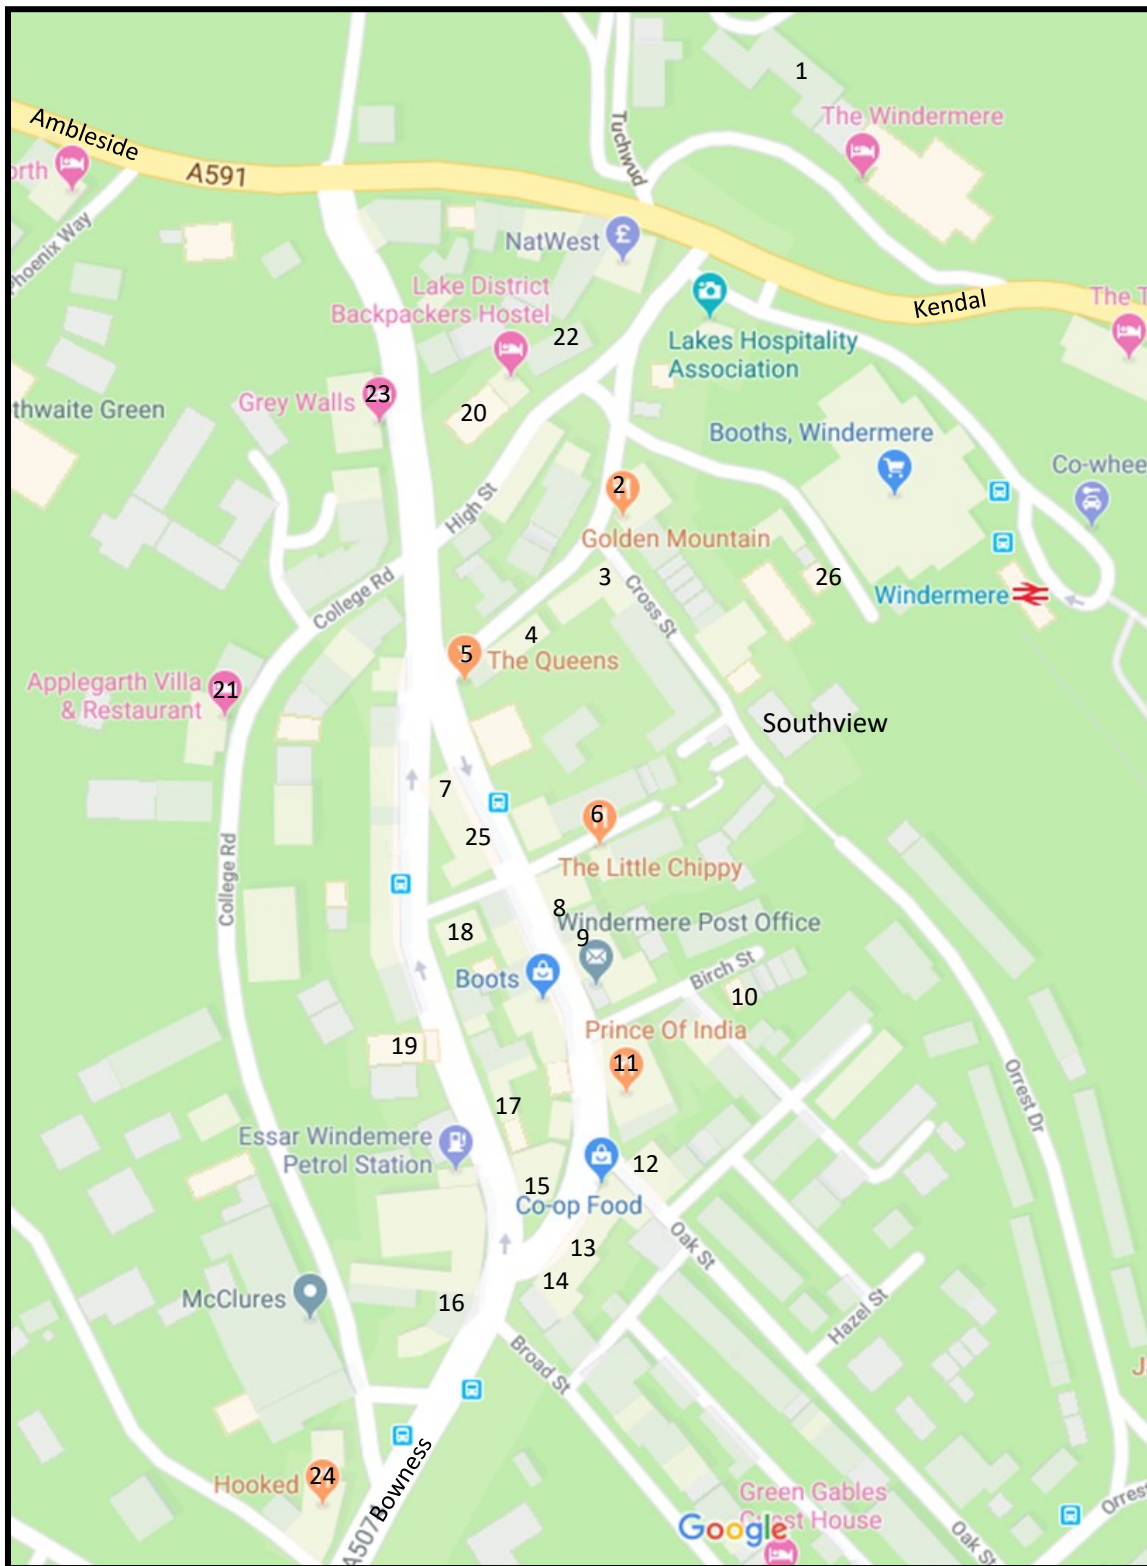 1
The Windermere
Ambleside
Tuchwud
orth
A591
Phoenix Way
NatWest
£
Lake District
Backpackers Hostel
Kendal
The T
22
Lakes Hospitality
Association
23
Grey Walls
20
thwaite Green
Booths, Windermere
Co-whee
2
High St
Golden Mountain
3
26
College Rd
Cross St
Windermere
4
5
The Queens
Applegarth Villa
& Restaurant
21
Southview
7
6
25
The Little Chippy
College Rd
8
Windermere Post Office
18
9
Boots
Birch St
10
19
Prince Of India
11
17
Orrest Dr
Essar Windemere
Petrol Station
12
15
Co-op Food
13
Oak St
14
McClures
16
Hazel St
Broad St
J
Bowness
Hooked
24
Green Gables
Guest House
Google
A507
Oak St
Orres